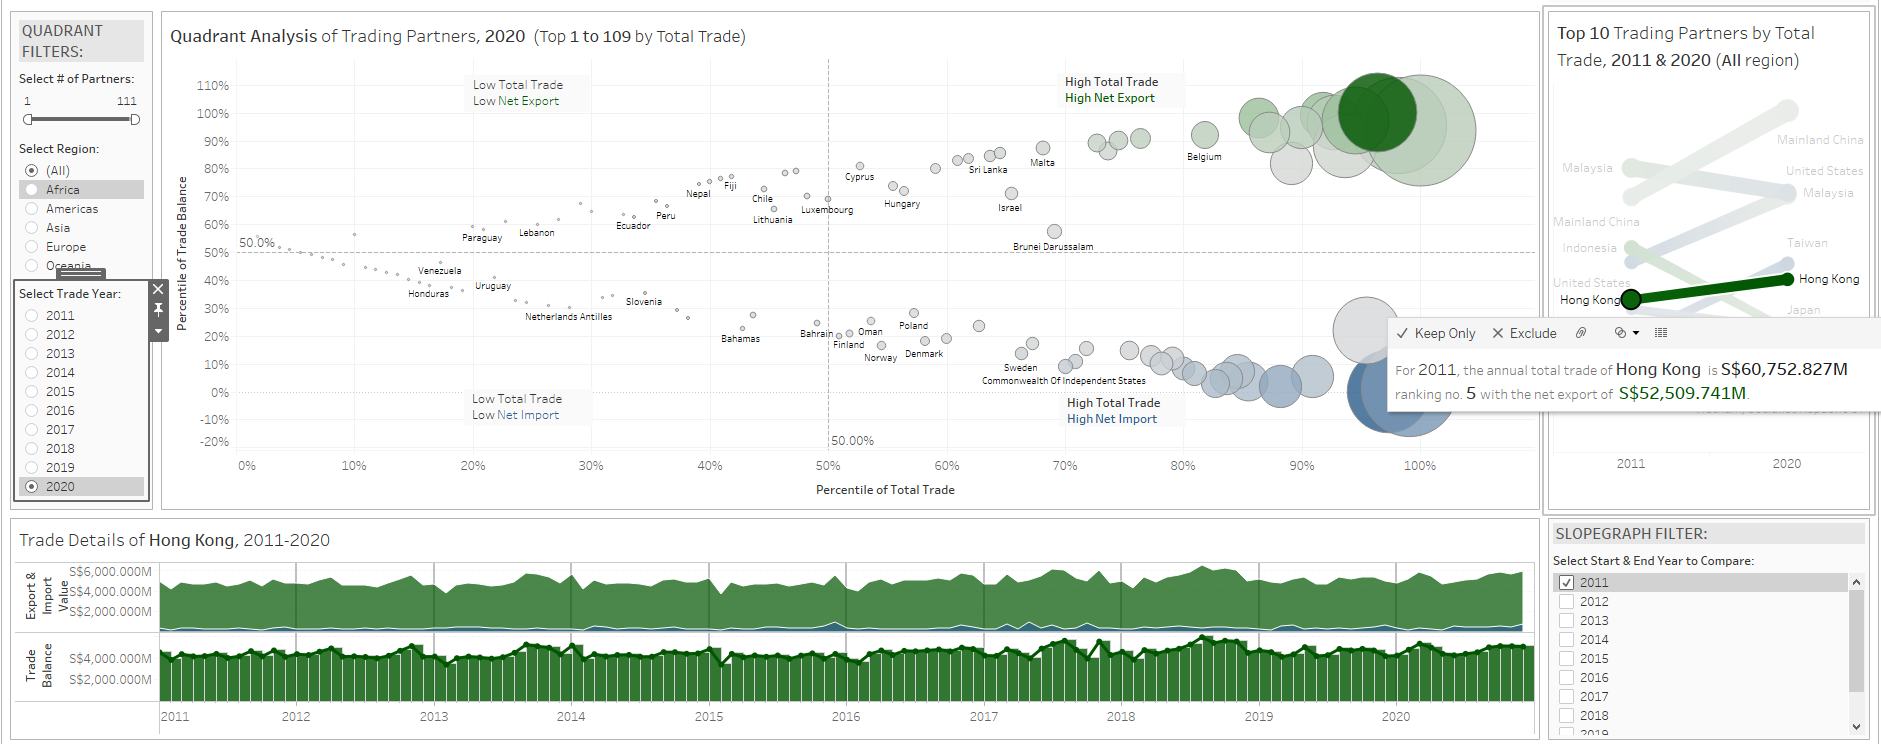 QUADRANT
FILTERS:
Select # of Partners:
1 111
Select Region:
(All)
Africa
Americas
Asia
Europe
Oceania
Select Trade Year:
2011
2012
2013
2014
2015
2016
2017
2018
2019
2020
Quadrant Analysis of Trading Partners, 2020 (Top 1 to 109 by Total Trade)
Percentile of Trade Balance
110%
100%
90%
80%
70%
60%
50%
40%
30%
20%
10%
0%
-10%
-20%
50.0%
50.00%
Low Total Trade
Low Net Export
High Total Trade
High Net Export
Low Total Trade
Low Net Import
High Total Trade
High Net Import
Belgium
Malta
Sri Lanka
Cyprus
Fiji
Nepal
Chile
Hungary
Israel
Luxembourg
Lithuania
Peru
Ecuador
Lebanon
Paraguay
Brunei Darussalam
Venezuela
Uruguay
Honduras
Slovenia
Netherlands Antilles
Bahamas
Bahrain
Oman
Poland
Finland
Norway
Denmark
Sweden
Commonwealth Of Independent States
0% 10% 20% 30% 40% 50% 60% 70% 80% 90% 100%
Percentile of Total Trade
Top 10 Trading Partners by Total
Trade, 2011 & 2020 (All region)
Mainland China
Malaysia
United States
Malaysia
Mainland China
Taiwan
Indonesia
United States
Hong Kong
Hong Kong
Japan
Keep Only Exclude
For 2011, the annual total trade of Hong Kong is S$60,752.827M
ranking no. 5 with the net export of S$52,509.741M.
2011 2020
Trade Details of Hong Kong, 2011-2020
Export &
Import
Value
S$6,000.000M
S$4,000.000M
S$2,000.000M
Trade
Balance
S$4,000.000M
S$2,000.000M
2011 2012 2013 2014 2015 2016 2017 2018 2019 2020
SLOPEGRAPH FILTER:
Select Start & End Year to Compare:
2011
2012
2013
2014
2015
2016
2017
2018
2019